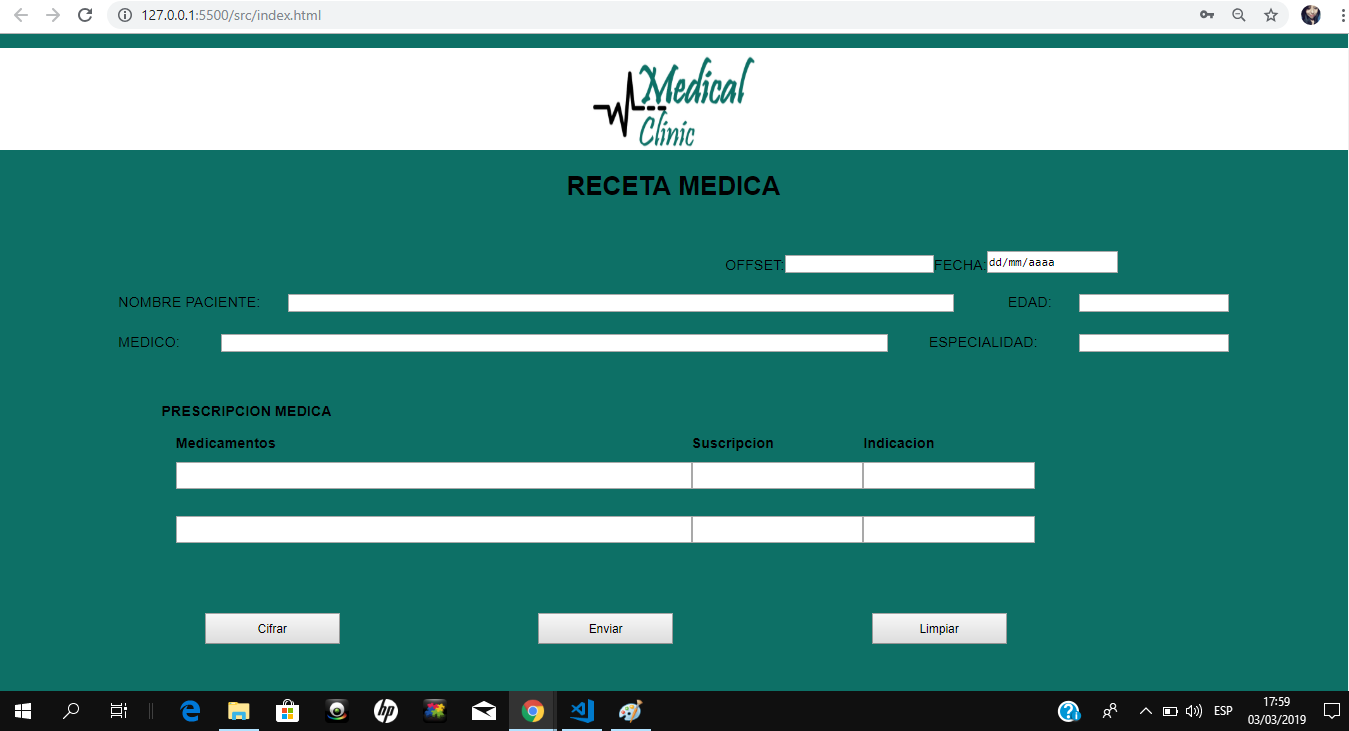 127.0.0.1:5500/src/index.html
Medical
Clinic
RECETA MEDICA
OFFSET: FECHA: dd/mm/aaaa
NOMBRE PACIENTE: EDAD:
MEDICO: ESPECIALIDAD:
PRESCRIPCION MEDICA
Medicamentos Suscripcion Indicacion
Cifrar Enviar Limpiar
hp
ESP
17:59
03/03/2019